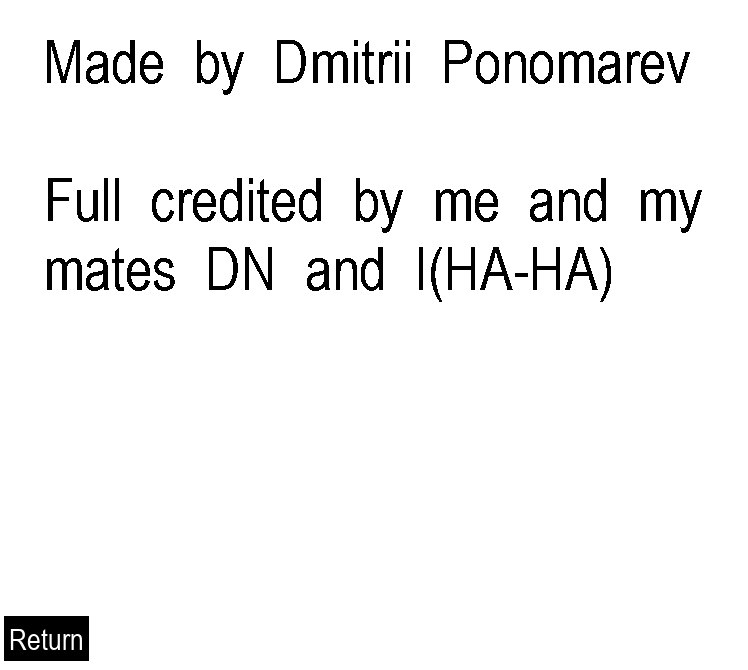 Made by Dmitrii Ponomarev
Full credited by me and my
mates DN and I(HA-HA)
Return